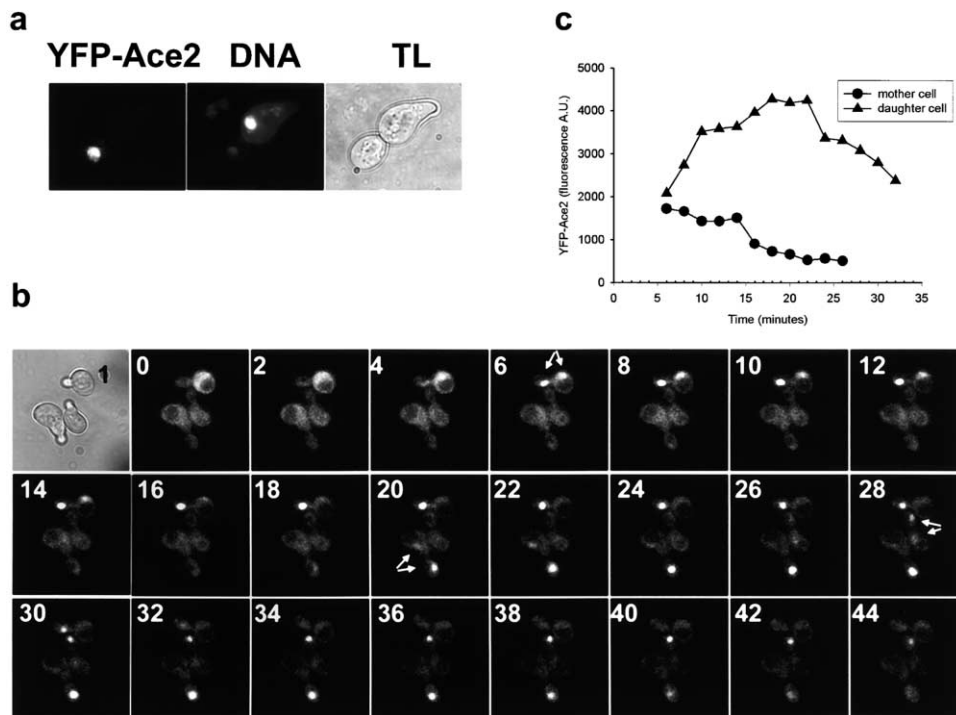 a
YFP-Ace2 DNA TL
c
mother cell
daughter cell
YFP-Ace2 (fluorescence A.U.)
5000
4000
3000
2000
1000
0
0 5 10 15 20 25 30 35
Time (minutes)
b
1
0 2 4 6 8 10 12
14 16 18 20 22 24 26 28
30 32 34 36 38 40 42 44